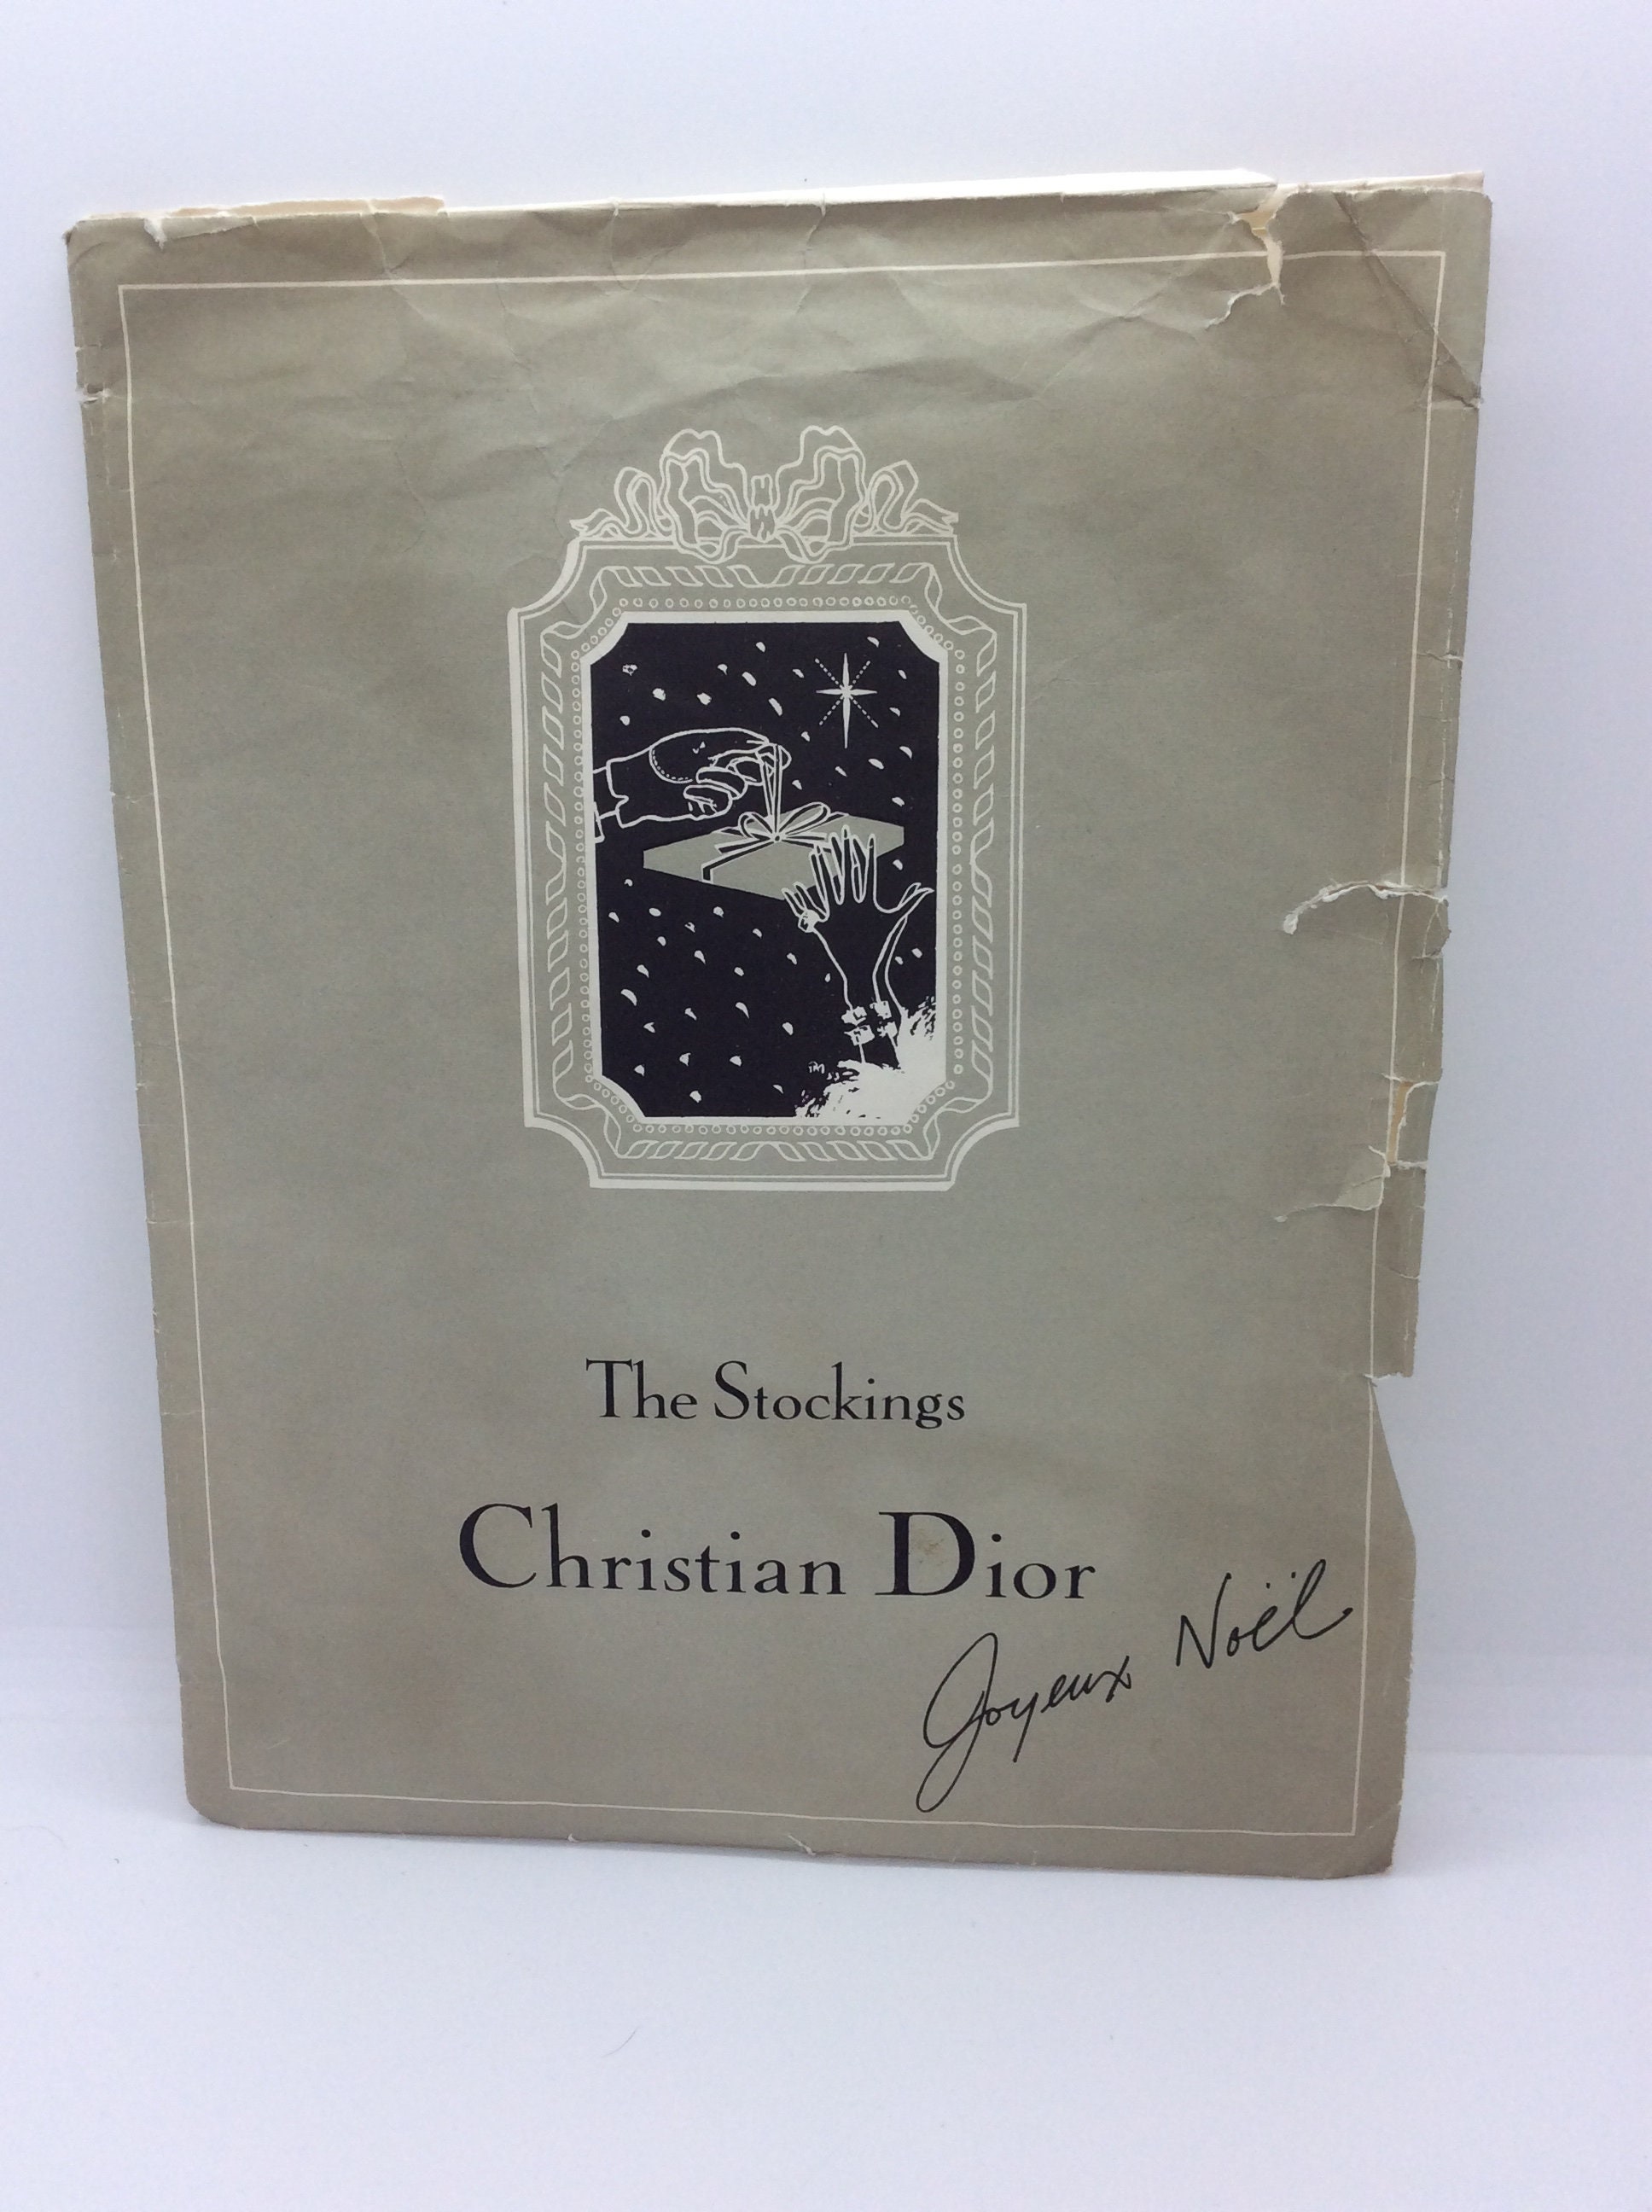 The Stockings
Christian Dior
Joyeux Noël